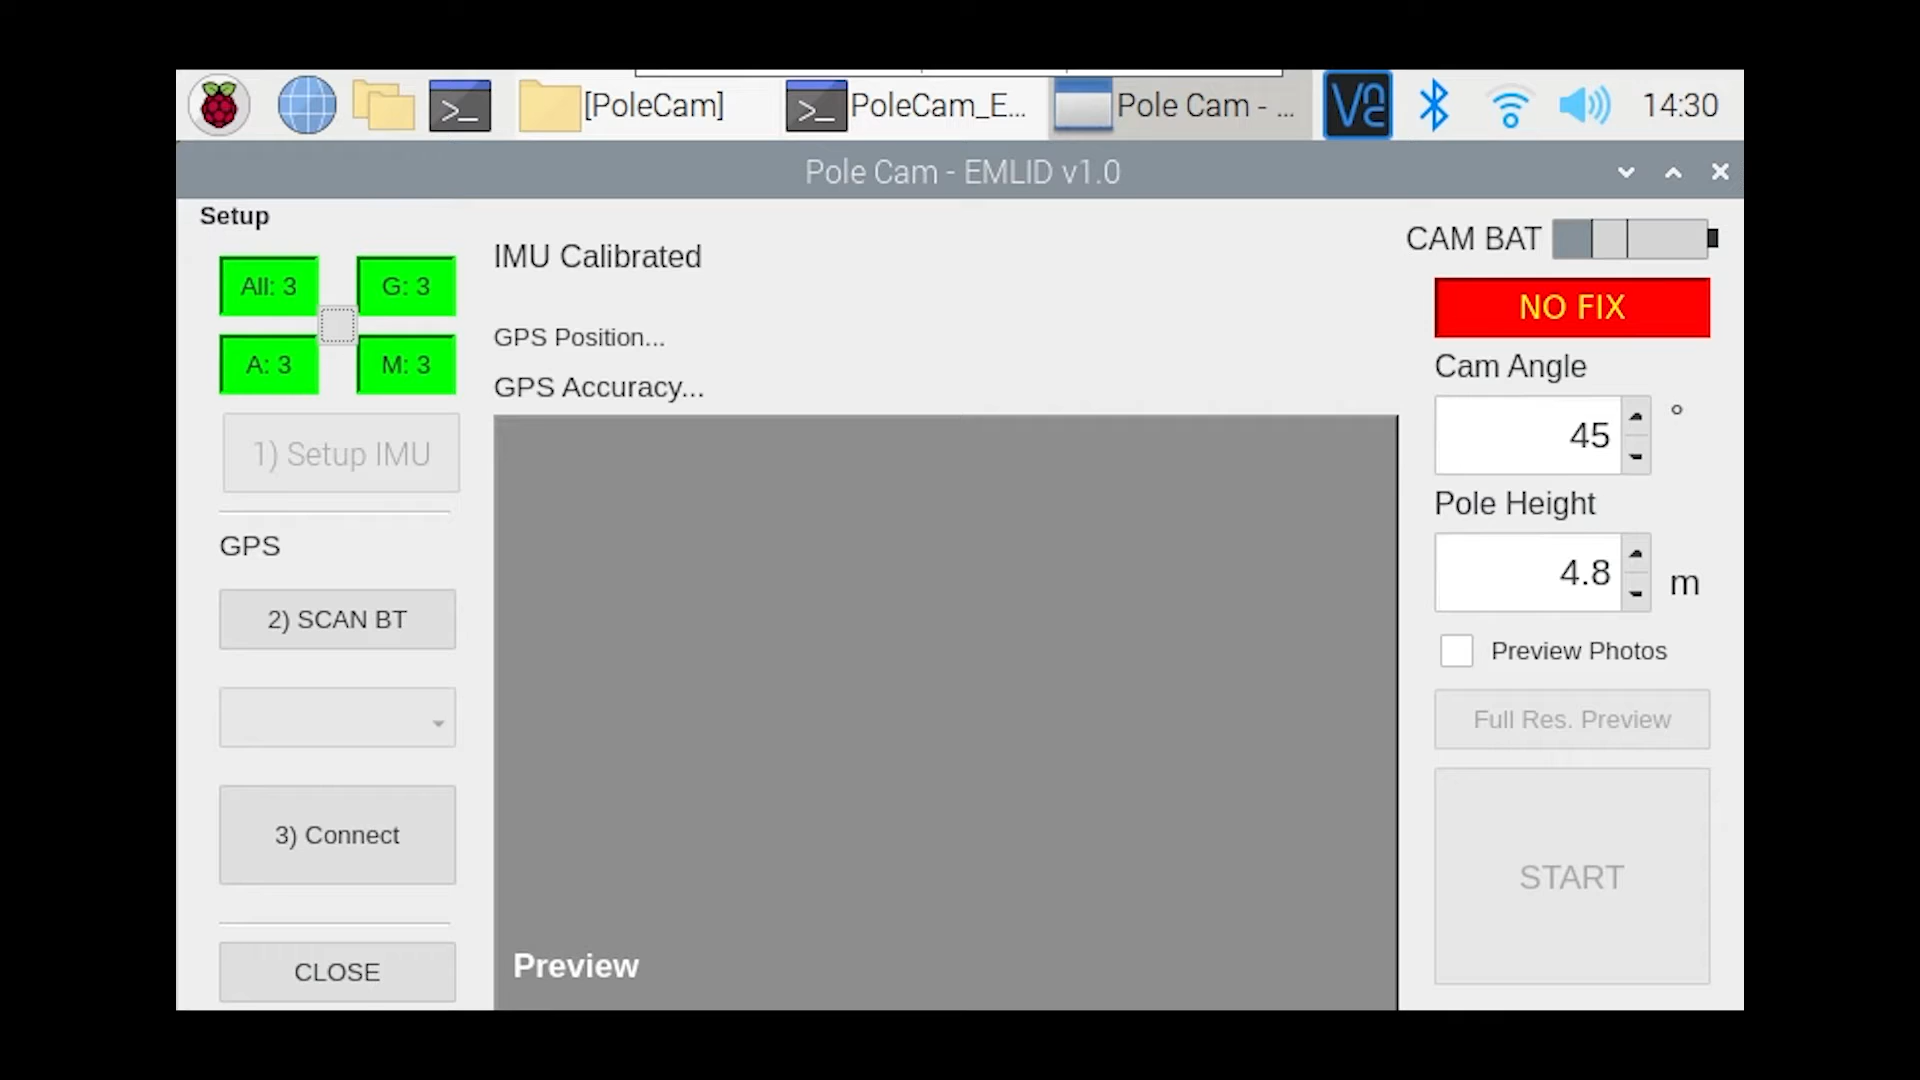 [PoleCam]
PoleCam_E...
Pole Cam - ...
14:30
Pole Cam - EMLID v1.0
Setup
All: 3
G: 3
A: 3
M: 3
1) Setup IMU
GPS
2) SCAN BT
3) Connect
CLOSE
IMU Calibrated
GPS Position...
GPS Accuracy...
Preview
CAM BAT
NO FIX
Cam Angle
45 °
Pole Height
4.8 m
Preview Photos
Full Res. Preview
START